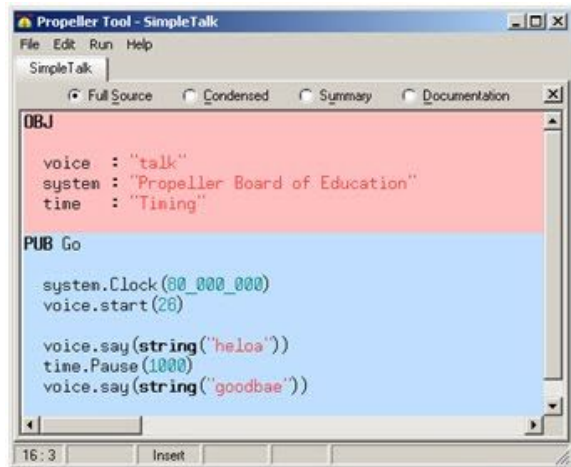 Propeller Tool - SimpleTalk
File Edit Run Help
SimpleTalk
Full Source Condensed Summary Documentation
OBJ
voice : "talk"
system : "Propeller Board of Education"
time : "Timing"
PUB Go
system.Clock(80_000_000)
voice.start(26)
voice.say(string("heloa"))
time.Pause(1000)
voice.say(string("goodbae"))
16 : 3 Insert